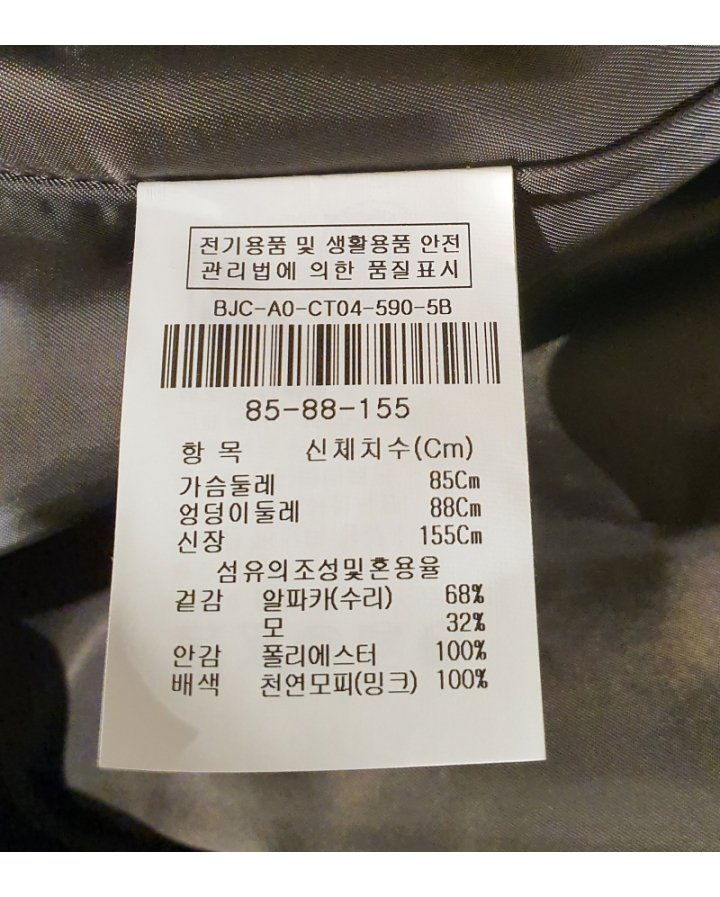 전기용품 및 생활용품 안전
관리법에 의한 품질표시
BJC-A0-CT04-590-5B
85-88-155
항 목 신체치수(Cm)
가슴둘레 85Cm
엉덩이둘레 88Cm
신장 155Cm
섬유의조성및혼용율
겉감 알파카(수리) 68%
모 32%
안감 폴리에스터 100%
배색 천연모피(밍크) 100%